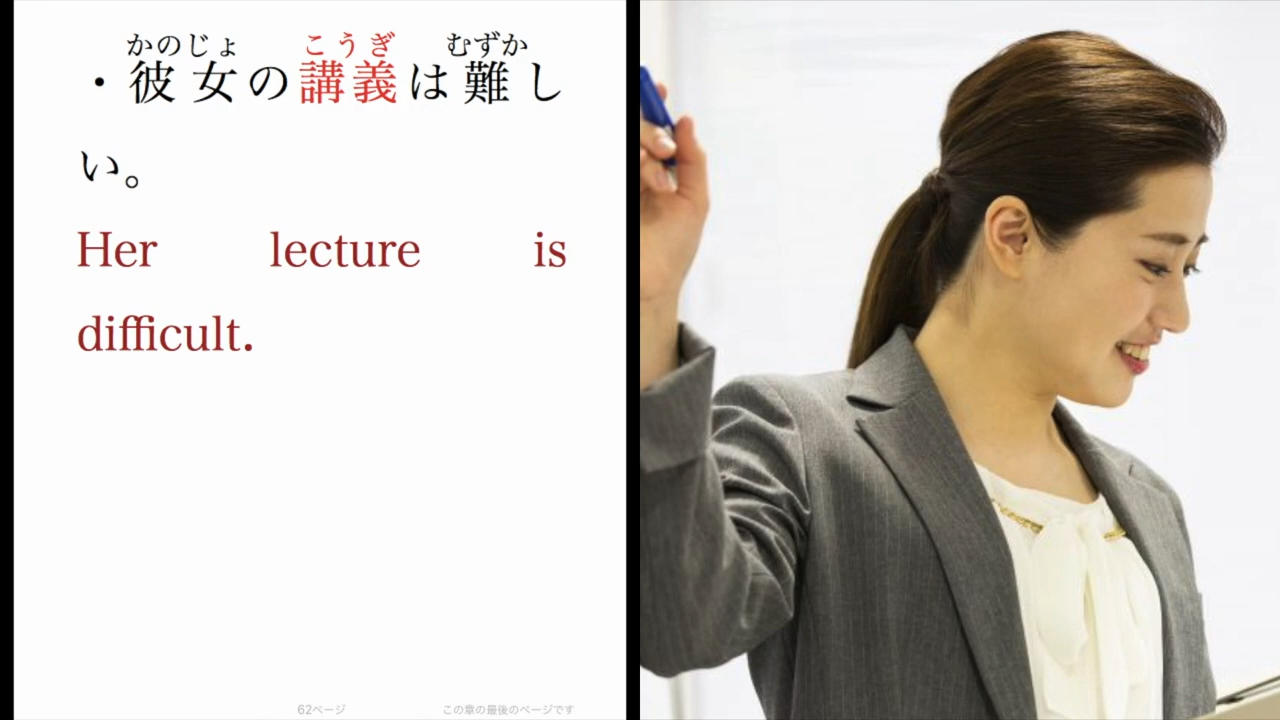 かのじょ こうぎ むずか
・彼女の講義は難し
い。
Her lecture is
difficult.
62ページ この章の最後のページです